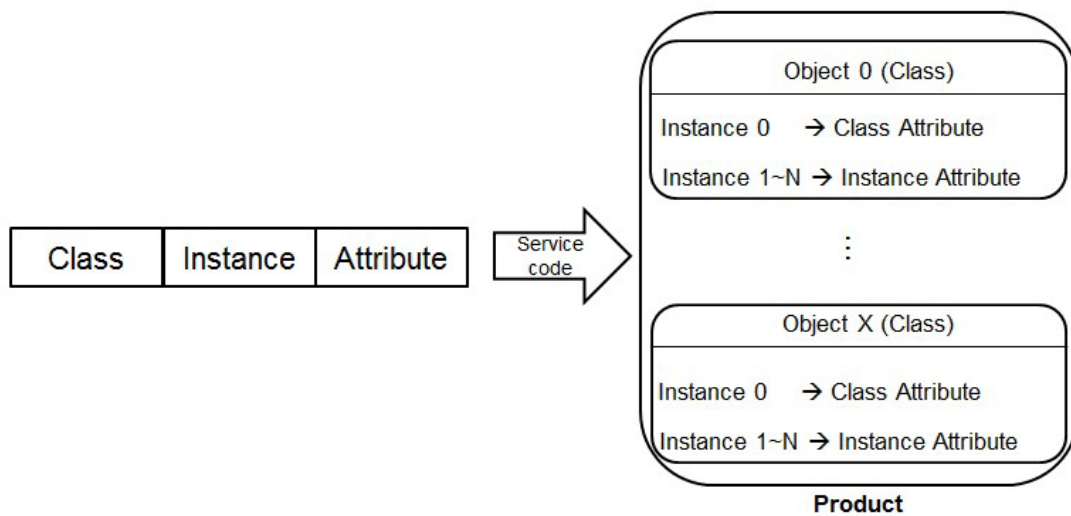 Class Instance Attribute
Service
code
Object 0 (Class)
Instance 0 → Class Attribute
Instance 1~N → Instance Attribute
⋮
Object X (Class)
Instance 0 → Class Attribute
Instance 1~N → Instance Attribute
Product